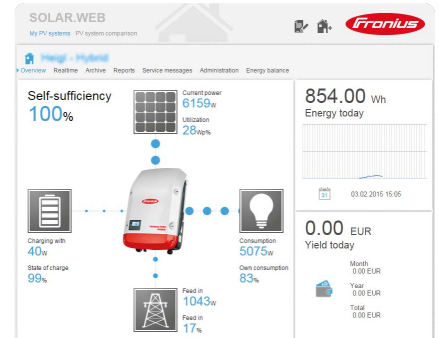 SOLAR.WEB
My PV systems PV system comparison
Fronius
Overview Realtime Archive Reports Service messages Administration Energy balance
Self-sufficiency
100%
Current power
6159W
Utilization
28Wp%
Charging with
40W
State of charge
99%
Consumption
5075W
Own consumption
83%
Feed in
1043W
Feed in
17%
854.00 Wh
Energy today
31
03.02.2015 15:05
0.00 EUR
Yield today
Month
0.00 EUR
Year
0.00 EUR
Total
0.00 EUR